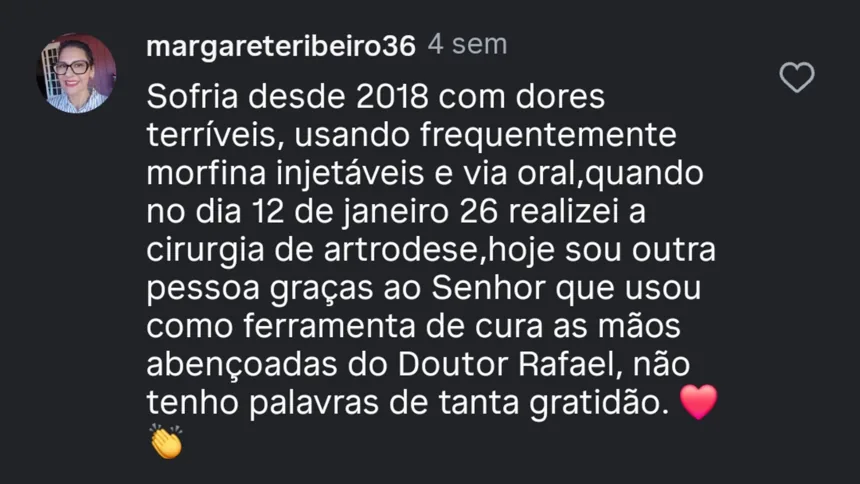 margareteribeiro36 4 sem
Sofria desde 2018 com dores
terríveis, usando frequentemente
morfina injetáveis e via oral,quando
no dia 12 de janeiro 26 realizei a
cirurgia de artrodese,hoje sou outra
pessoa graças ao Senhor que usou
como ferramenta de cura as mãos
abençoadas do Doutor Rafael, não
tenho palavras de tanta gratidão. ❤️
👏